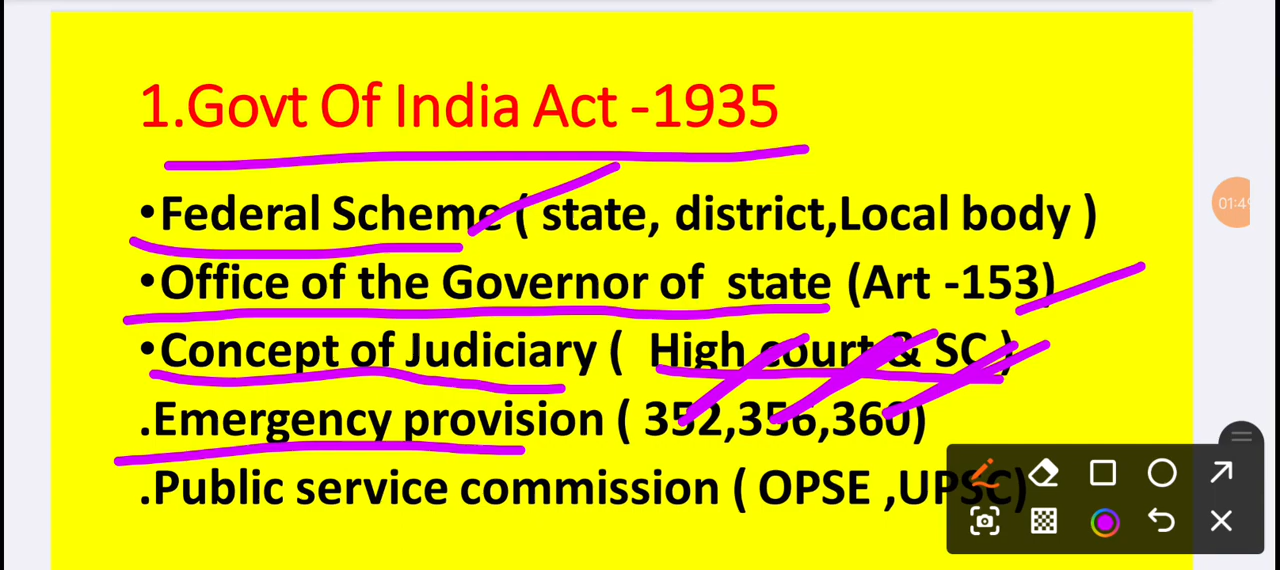 1.Govt Of India Act -1935
•Federal Scheme ( state, district,Local body )
•Office of the Governor of state (Art -153)
•Concept of Judiciary ( High court & SC )
.Emergency provision ( 352,356,360)
.Public service commission ( OPSE ,UPSC)